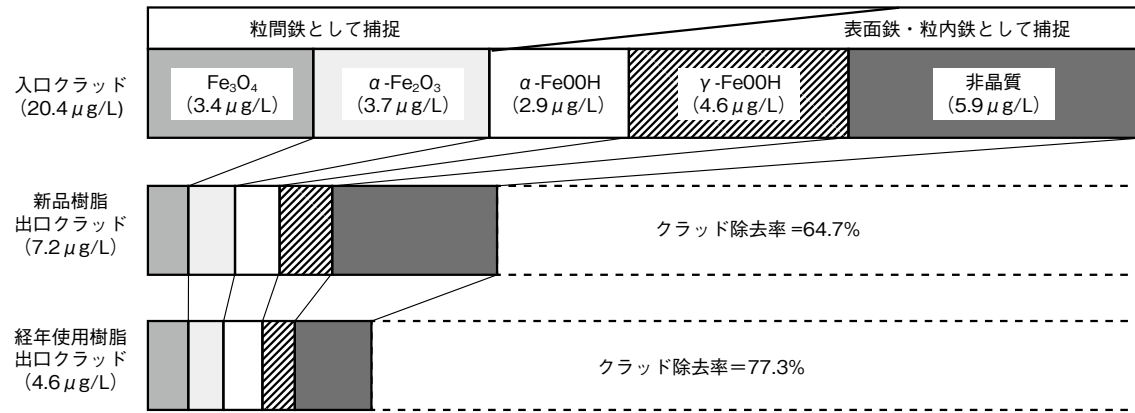 粒間鉄として捕捉
表面鉄・粒内鉄として捕捉
入口クラッド
(20.4μg/L)
Fe₃O₄
(3.4μg/L)
α-Fe₂O₃
(3.7μg/L)
α-Fe00H
(2.9μg/L)
γ-Fe00H
(4.6μg/L)
非晶質
(5.9μg/L)
新品樹脂
出口クラッド
(7.2μg/L)
クラッド除去率=64.7%
経年使用樹脂
出口クラッド
(4.6μg/L)
クラッド除去率=77.3%